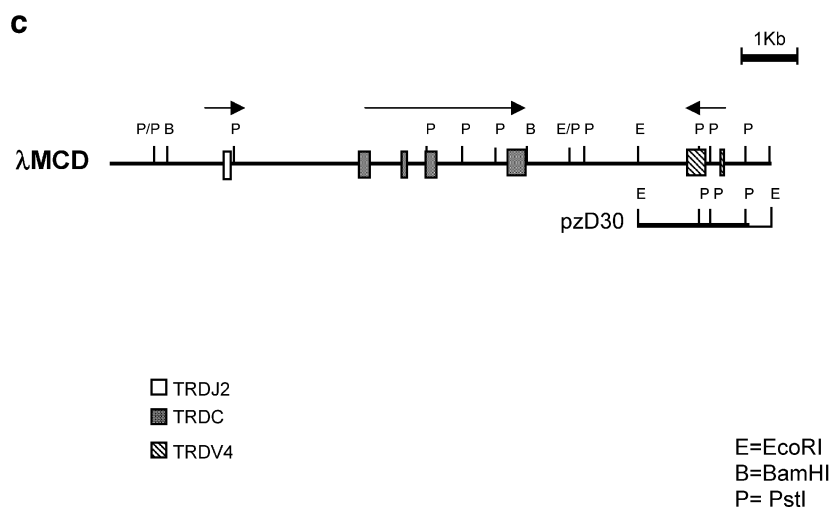 c
1Kb
P/P B P P P P B E/P P E P P P
λMCD
E P P P E
pzD30
TRDJ2
TRDC
TRDV4
E=EcoRI
B=BamHI
P= PstI